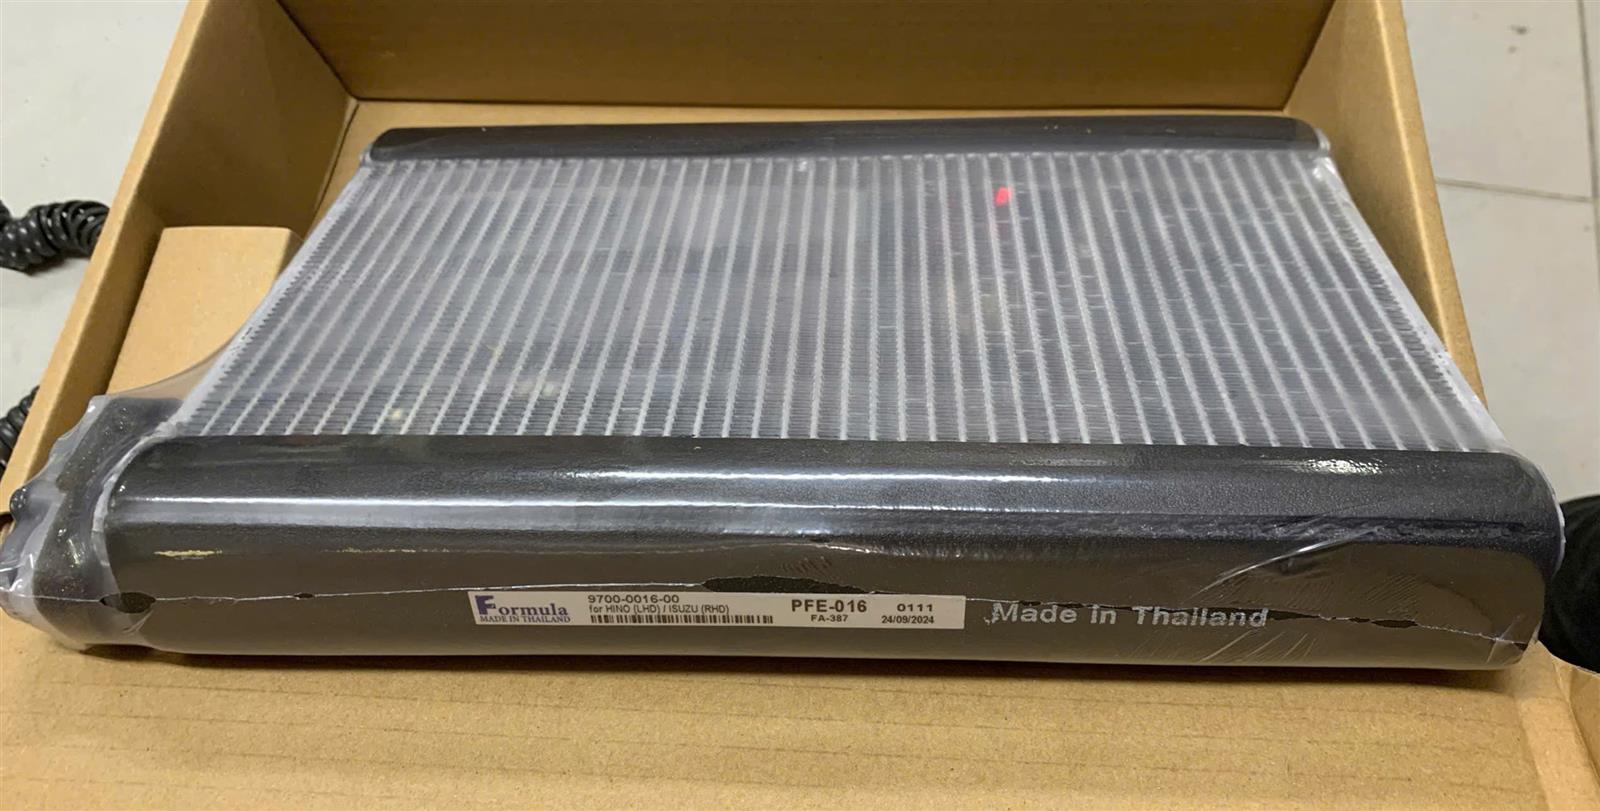 Formula
MADE IN THAILAND
9700-0016-00
for HINO (LHD) / ISUZU (RHD)
PFE-016
FA-387
0111
24/09/2024
Made in Thailand